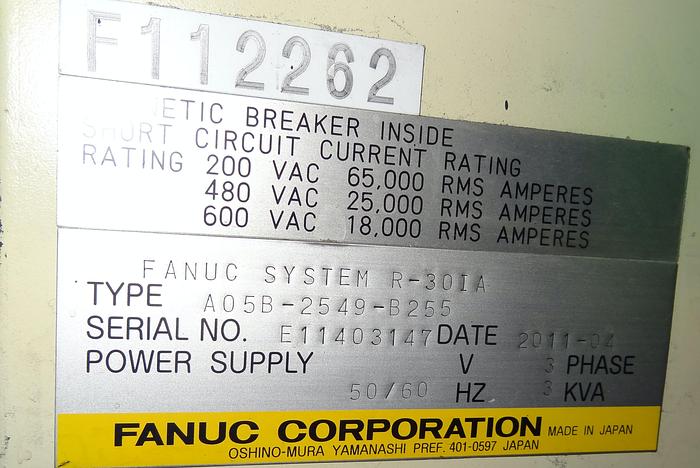 F112262
ETIC BREAKER INSIDE
SHORT CIRCUIT CURRENT RATING
RATING 200 VAC 65,000 RMS AMPERES
480 VAC 25,000 RMS AMPERES
600 VAC 18,000 RMS AMPERES
FANUC SYSTEM R-30IA
TYPE A05B-2549-B255
SERIAL NO. E11403147 DATE 2011-04
POWER SUPPLY V 3 PHASE
50/60 HZ 3 KVA
FANUC CORPORATION MADE IN JAPAN
OSHINO-MURA YAMANASHI PREF. 401-0597 JAPAN